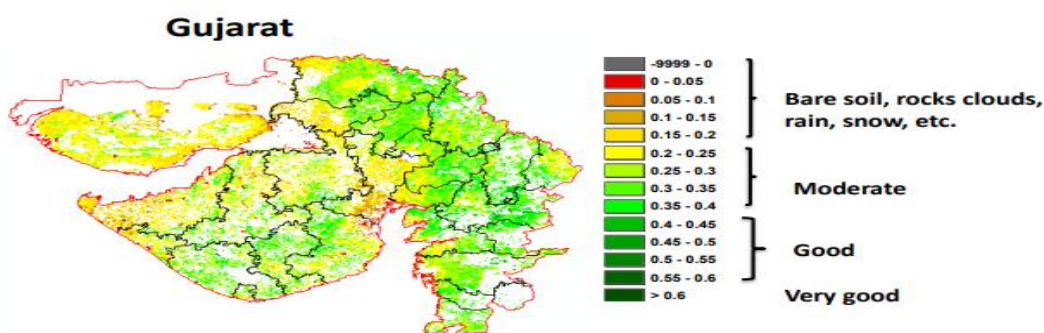 Gujarat
-9999 - 0
0 - 0.05
0.05 - 0.1
0.1 - 0.15
0.15 - 0.2
0.2 - 0.25
0.25 - 0.3
0.3 - 0.35
0.35 - 0.4
0.4 - 0.45
0.45 - 0.5
0.5 - 0.55
0.55 - 0.6
> 0.6
Bare soil, rocks clouds,
rain, snow, etc.
Moderate
Good
Very good